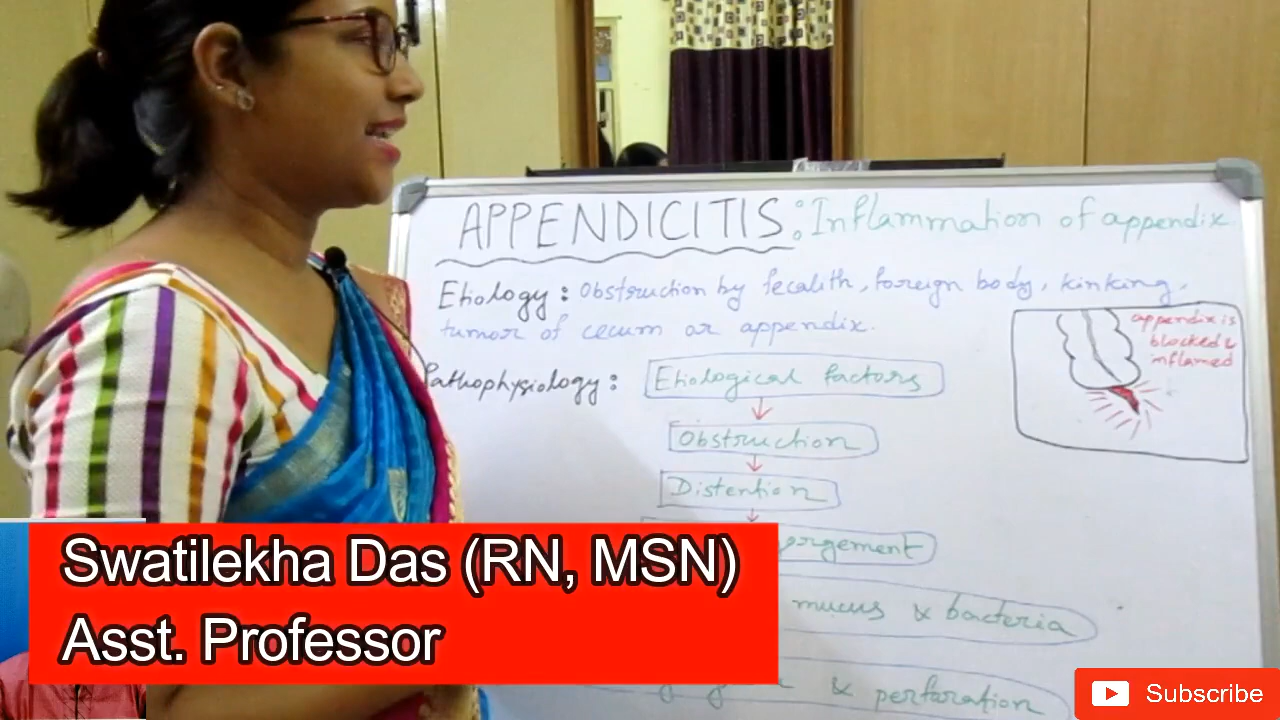 APPENDICITIS : Inflammation of appendix.
Etiology : Obstruction by fecalith, foreign body, kinking,
tumor of cecum or appendix.
appendix is
blocked &
inflamed
Pathophysiology :
Etiological factors
Obstruction
Distention
mucus & bacteria
& perforation
Swatilekha Das (RN, MSN)
Asst. Professor
Subscribe